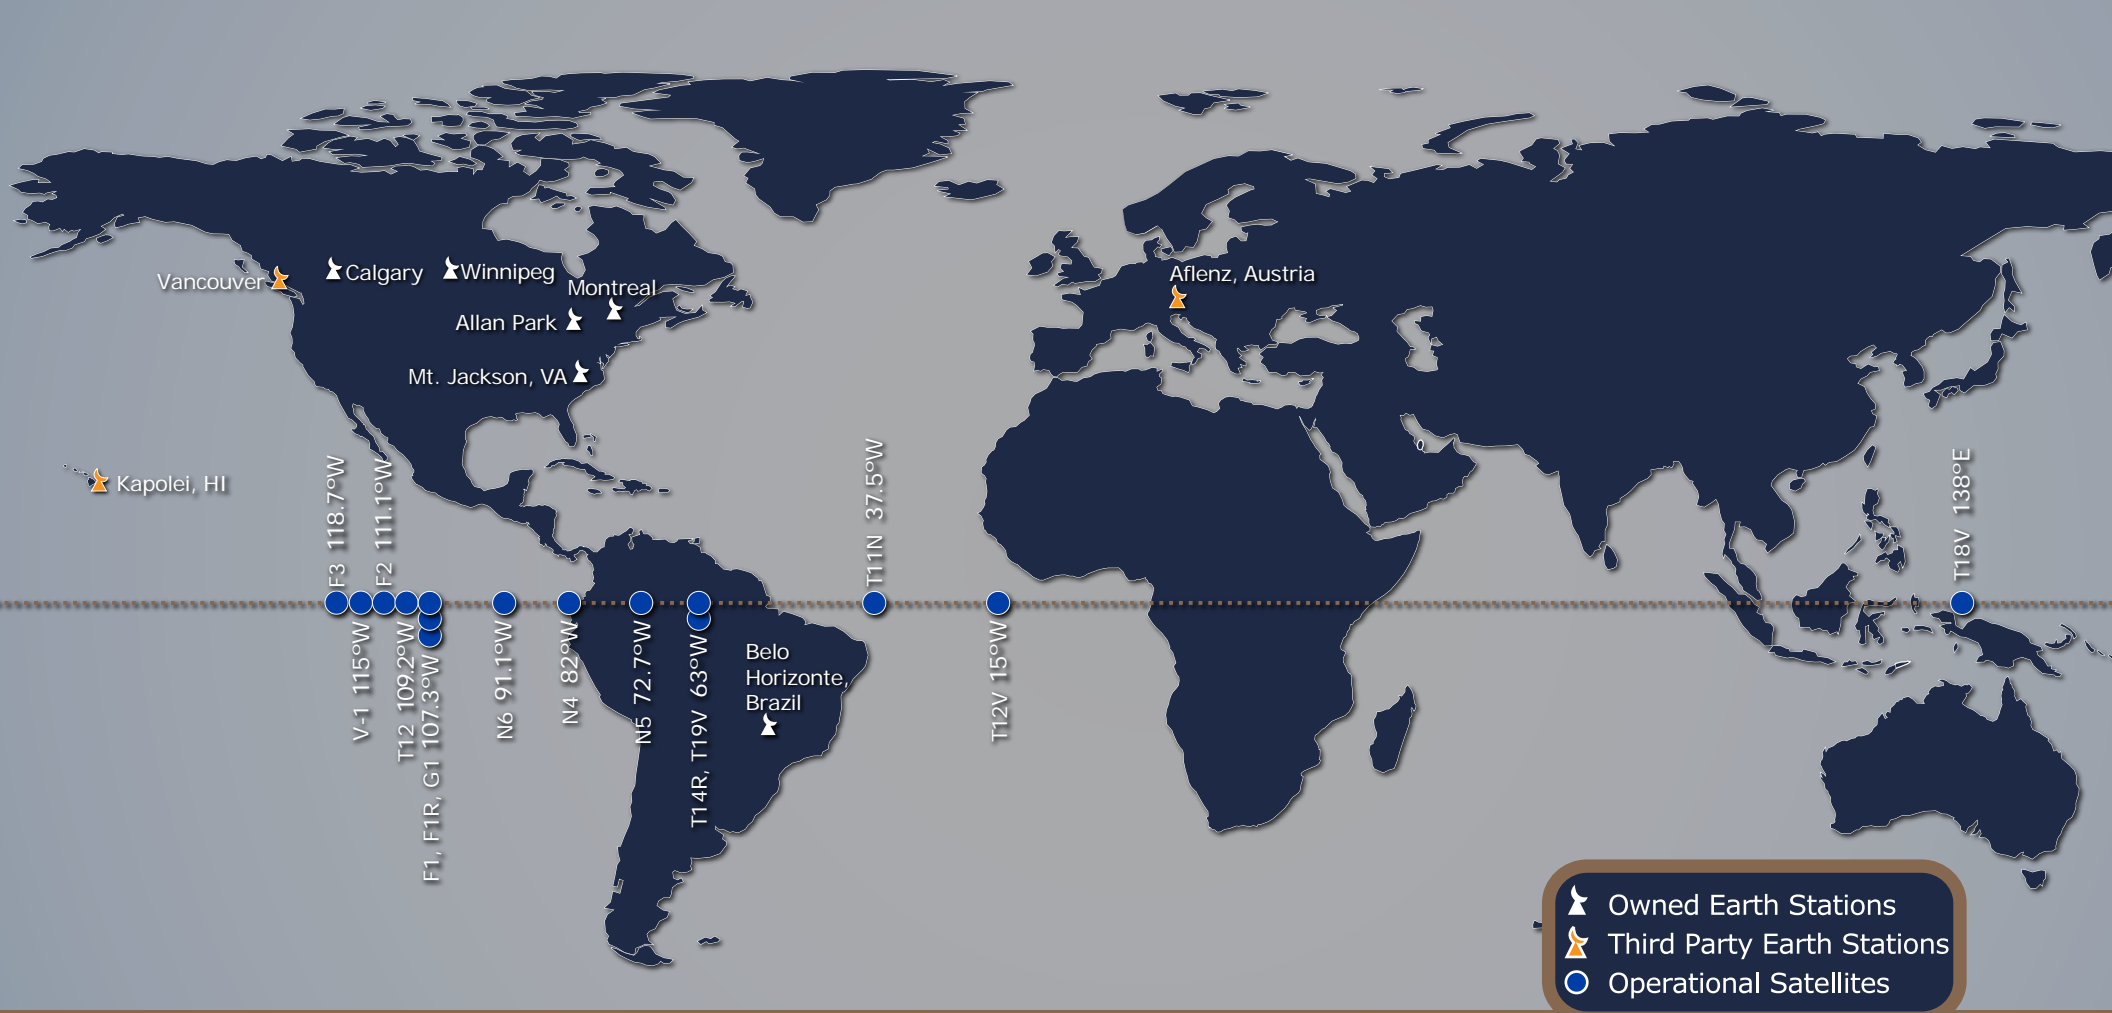 Vancouver
Calgary
Winnipeg
Montreal
Allan Park
Mt. Jackson, VA
Aflenz, Austria
Kapolei, HI
F3 118.7°W
F2 111.1°W
T11N 37.5°W
T18V 138°E
V-1 115°W
T12 109.2°W
F1, F1R, G1 107.3°W
N6 91.1°W
N4 82°W
N5 72.7°W
T14R, T19V 63°W
T12V 15°W
Belo
Horizonte,
Brazil
Owned Earth Stations
Third Party Earth Stations
Operational Satellites